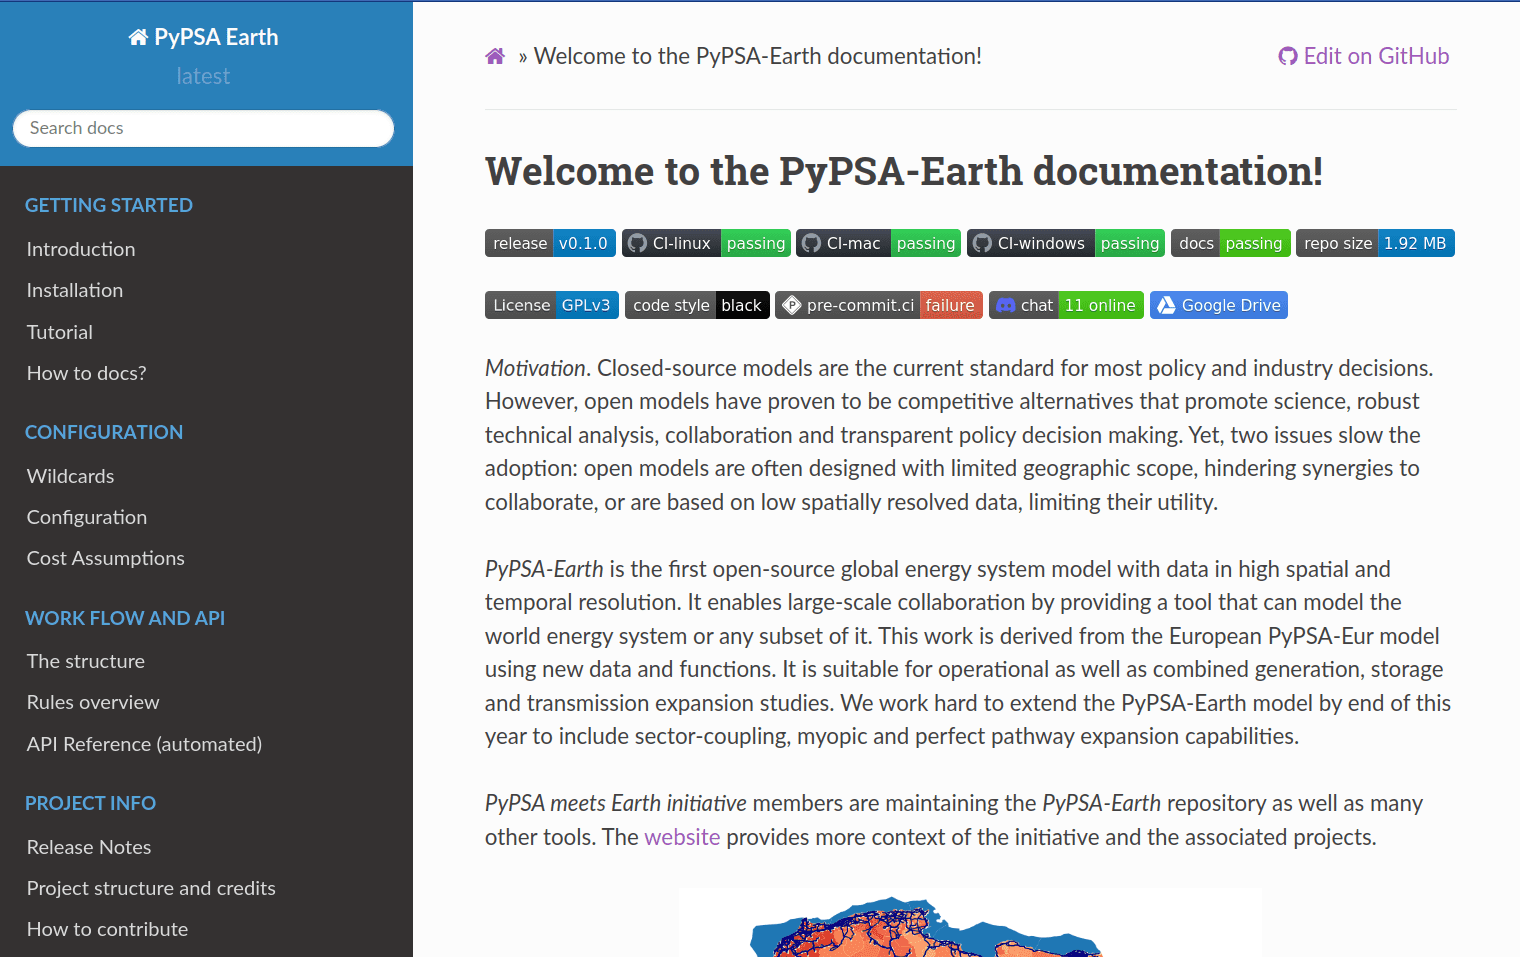 PyPSA Earth
latest
Search docs
GETTING STARTED
Introduction
Installation
Tutorial
How to docs?
CONFIGURATION
Wildcards
Configuration
Cost Assumptions
WORK FLOW AND API
The structure
Rules overview
API Reference (automated)
PROJECT INFO
Release Notes
Project structure and credits
How to contribute
» Welcome to the PyPSA-Earth documentation!
Edit on GitHub
Welcome to the PyPSA-Earth documentation!
release v0.1.0 CI-linux passing CI-mac passing CI-windows passing docs passing repo size 1.92 MB
License GPLv3 code style black pre-commit.ci failure chat 11 online Google Drive
Motivation. Closed-source models are the current standard for most policy and industry decisions.
However, open models have proven to be competitive alternatives that promote science, robust
technical analysis, collaboration and transparent policy decision making. Yet, two issues slow the
adoption: open models are often designed with limited geographic scope, hindering synergies to
collaborate, or are based on low spatially resolved data, limiting their utility.
PyPSA-Earth is the first open-source global energy system model with data in high spatial and
temporal resolution. It enables large-scale collaboration by providing a tool that can model the
world energy system or any subset of it. This work is derived from the European PyPSA-Eur model
using new data and functions. It is suitable for operational as well as combined generation, storage
and transmission expansion studies. We work hard to extend the PyPSA-Earth model by end of this
year to include sector-coupling, myopic and perfect pathway expansion capabilities.
PyPSA meets Earth initiative members are maintaining the PyPSA-Earth repository as well as many
other tools. The website provides more context of the initiative and the associated projects.